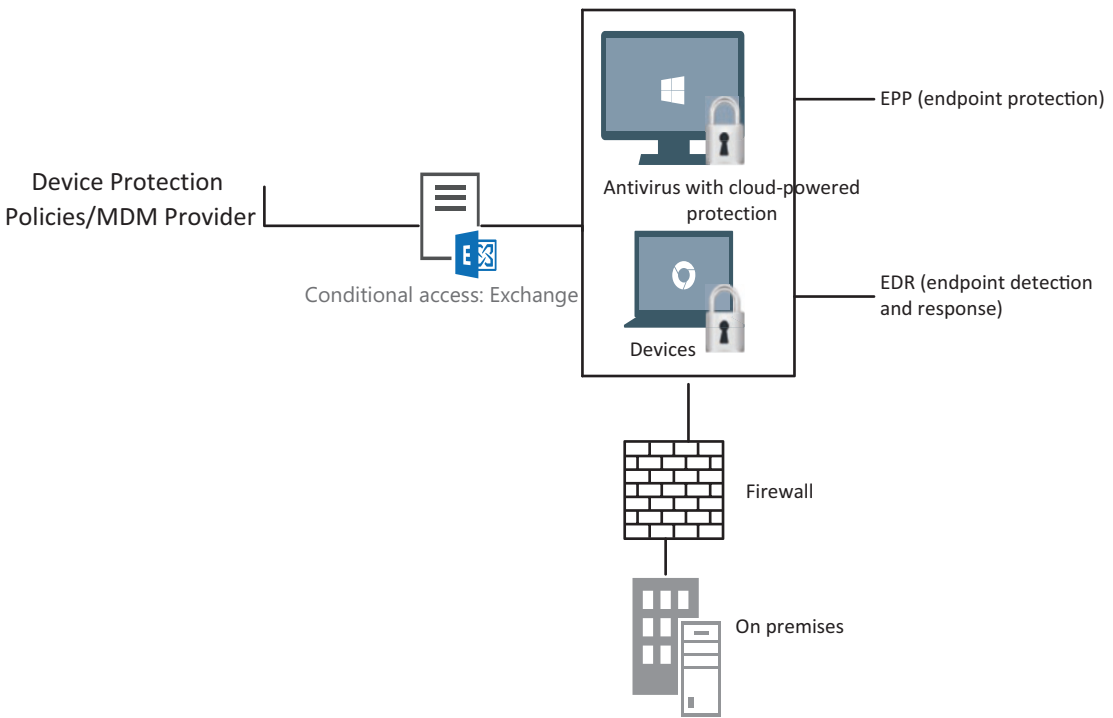 EPP (endpoint protection)
Device Protection
Policies/MDM Provider
Antivirus with cloud-powered
protection
E
Conditional access: Exchange
EDR (endpoint detection
and response)
Devices
Firewall
On premises